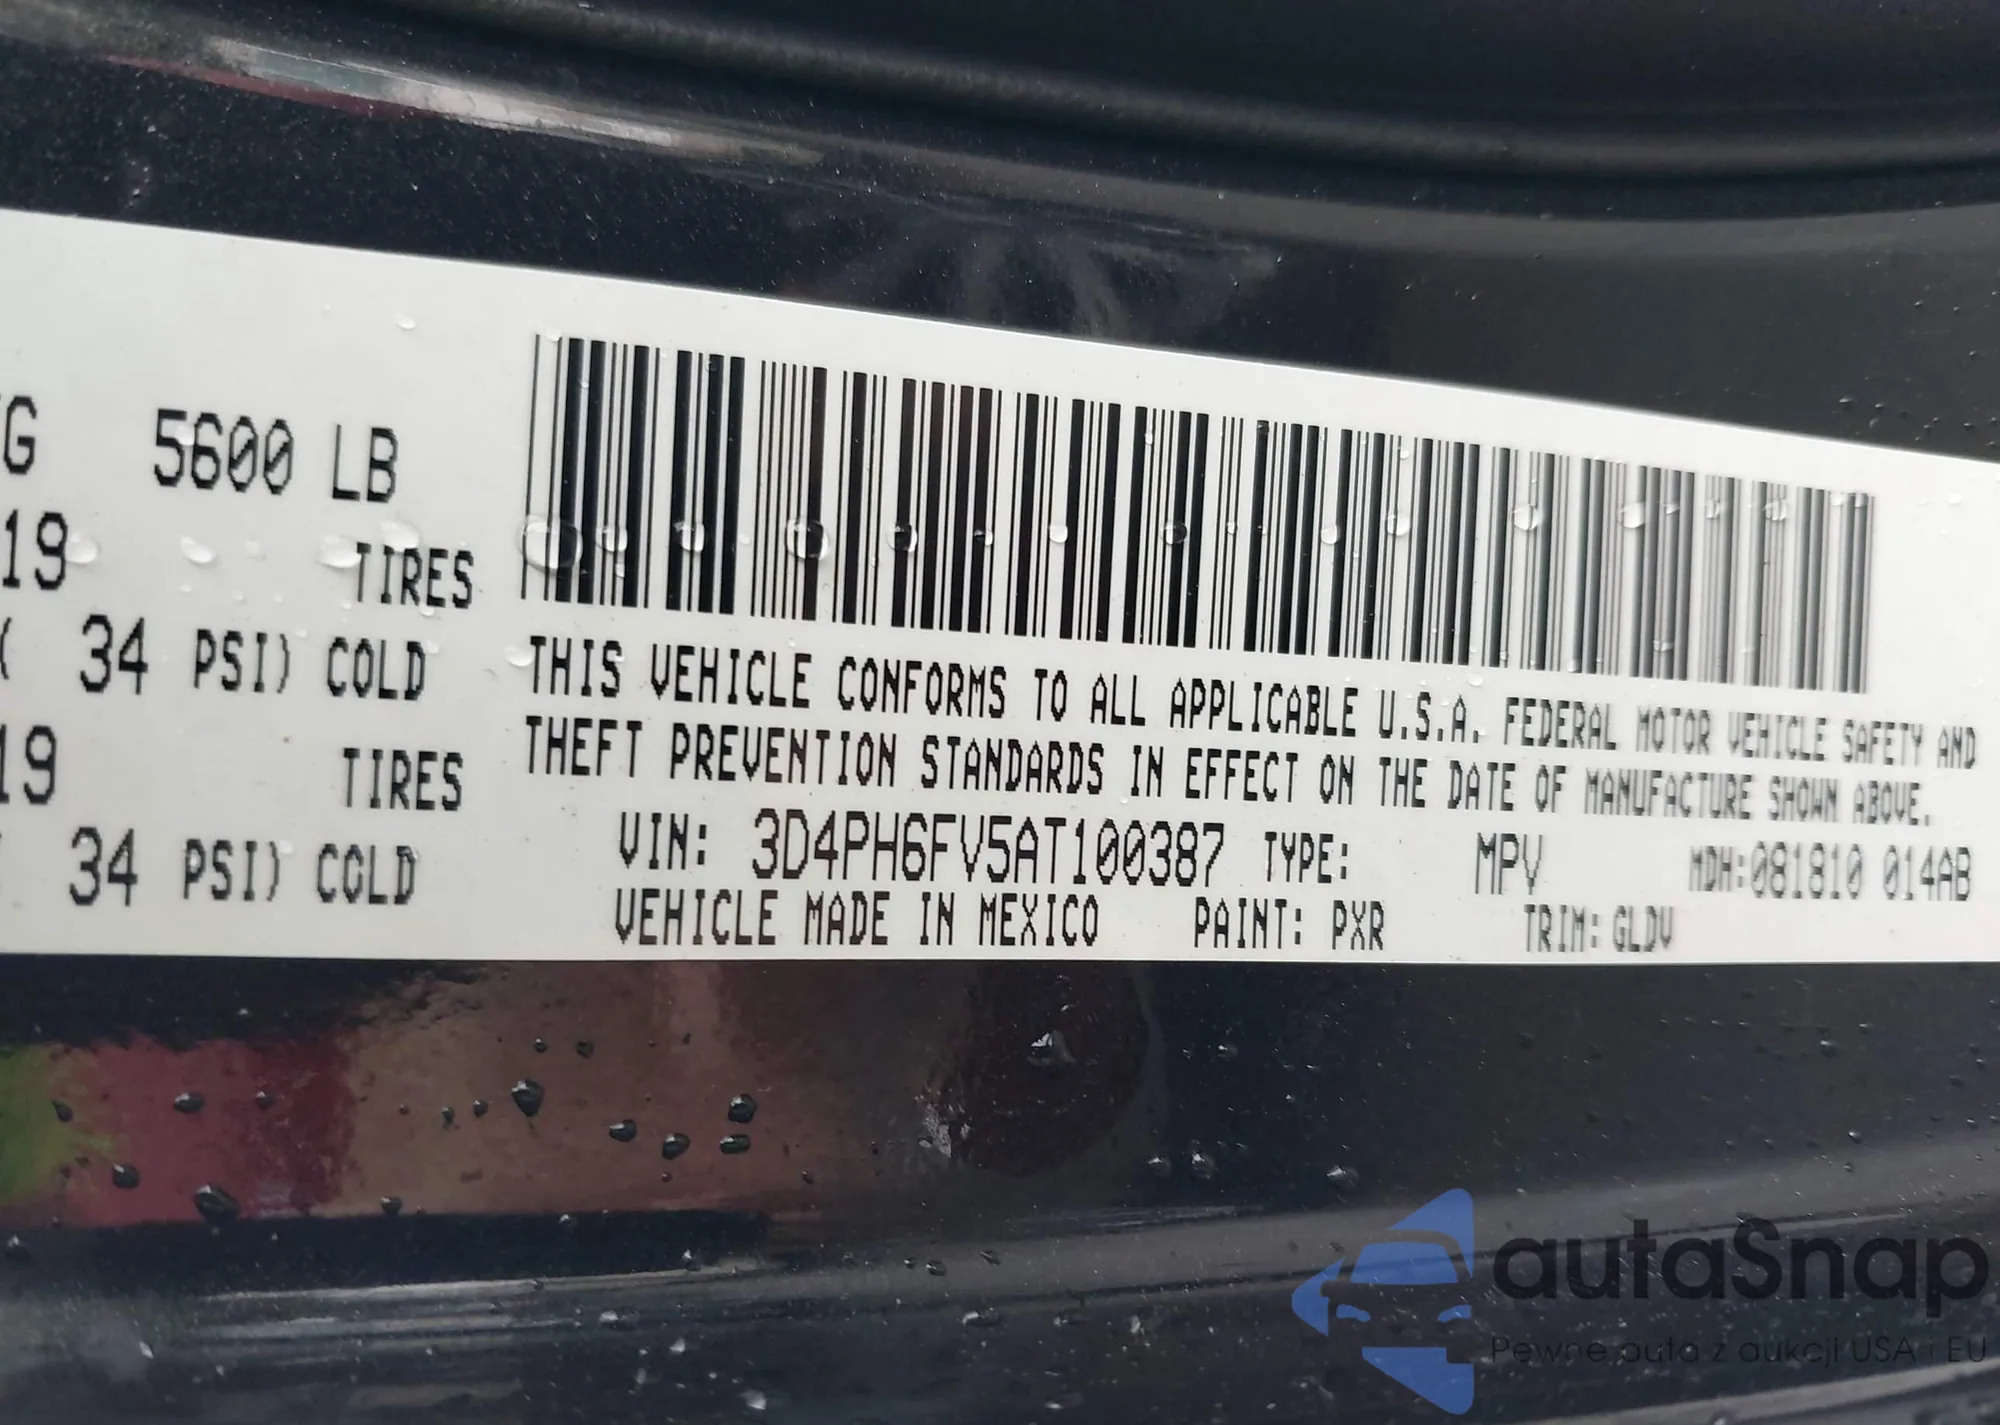 G 5600 LB
19 TIRES
( 34 PSI) COLD
19 TIRES
34 PSI) COLD
THIS VEHICLE CONFORMS TO ALL APPLICABLE U.S.A. FEDERAL MOTOR VEHICLE SAFETY AND
THEFT PREVENTION STANDARDS IN EFFECT ON THE DATE OF MANUFACTURE SHOWN ABOVE.
VIN: 3D4PH6FV5AT100387 TYPE: MPV MDH:081810 014AB
VEHICLE MADE IN MEXICO PAINT: PXR TRIM: GLDV
autaSnap
Pewne auta z aukcji USA i EU